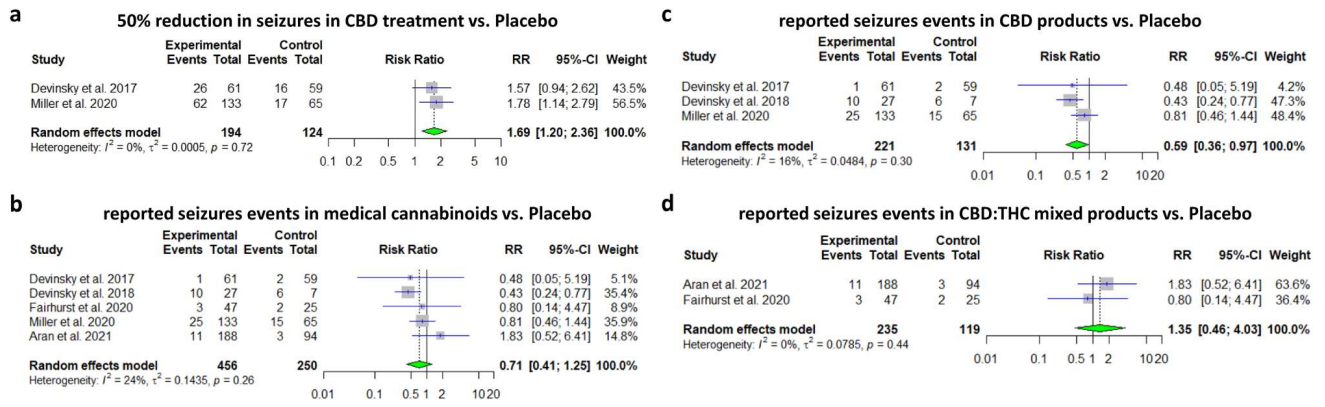 a
50% reduction in seizures in CBD treatment vs. Placebo
Experimental Control
Study Events Total Events Total Risk Ratio RR 95%-CI Weight
Devinsky et al. 2017 26 61 16 59 1.57 [0.94; 2.62] 43.5%
Miller et al. 2020 62 133 17 65 1.78 [1.14; 2.79] 56.5%
Random effects model 194 124 1.69 [1.20; 2.36] 100.0%
Heterogeneity: I² = 0%, τ² = 0.0005, p = 0.72
0.1 0.5 1 2 5 10
b
reported seizures events in medical cannabinoids vs. Placebo
Experimental Control
Study Events Total Events Total Risk Ratio RR 95%-CI Weight
Devinsky et al. 2017 1 61 2 59 0.48 [0.05; 5.19] 5.1%
Devinsky et al. 2018 10 27 6 7 0.43 [0.24; 0.77] 35.4%
Fairhurst et al. 2020 3 47 2 25 0.80 [0.14; 4.47] 8.9%
Miller et al. 2020 25 133 15 65 0.81 [0.46; 1.44] 35.9%
Aran et al. 2021 11 188 3 94 1.83 [0.52; 6.41] 14.8%
Random effects model 456 250 0.71 [0.41; 1.25] 100.0%
Heterogeneity: I² = 24%, τ² = 0.1435, p = 0.26
0.1 0.5 1 2 10 20
c
reported seizures events in CBD products vs. Placebo
Experimental Control
Study Events Total Events Total Risk Ratio RR 95%-CI Weight
Devinsky et al. 2017 1 61 2 59 0.48 [0.05; 5.19] 4.2%
Devinsky et al. 2018 10 27 6 7 0.43 [0.24; 0.77] 47.3%
Miller et al. 2020 25 133 15 65 0.81 [0.46; 1.44] 48.4%
Random effects model 221 131 0.59 [0.36; 0.97] 100.0%
Heterogeneity: I² = 16%, τ² = 0.0484, p = 0.30
0.1 0.5 1 2 10 20
d
reported seizures events in CBD:THC mixed products vs. Placebo
Experimental Control
Study Events Total Events Total Risk Ratio RR 95%-CI Weight
Aran et al. 2021 11 188 3 94 1.83 [0.52; 6.41] 63.6%
Fairhurst et al. 2020 3 47 2 25 0.80 [0.14; 4.47] 36.4%
Random effects model 235 119 1.35 [0.46; 4.03] 100.0%
Heterogeneity: I² = 0%, τ² = 0.0785, p = 0.44
0.1 0.5 1 2 10 20